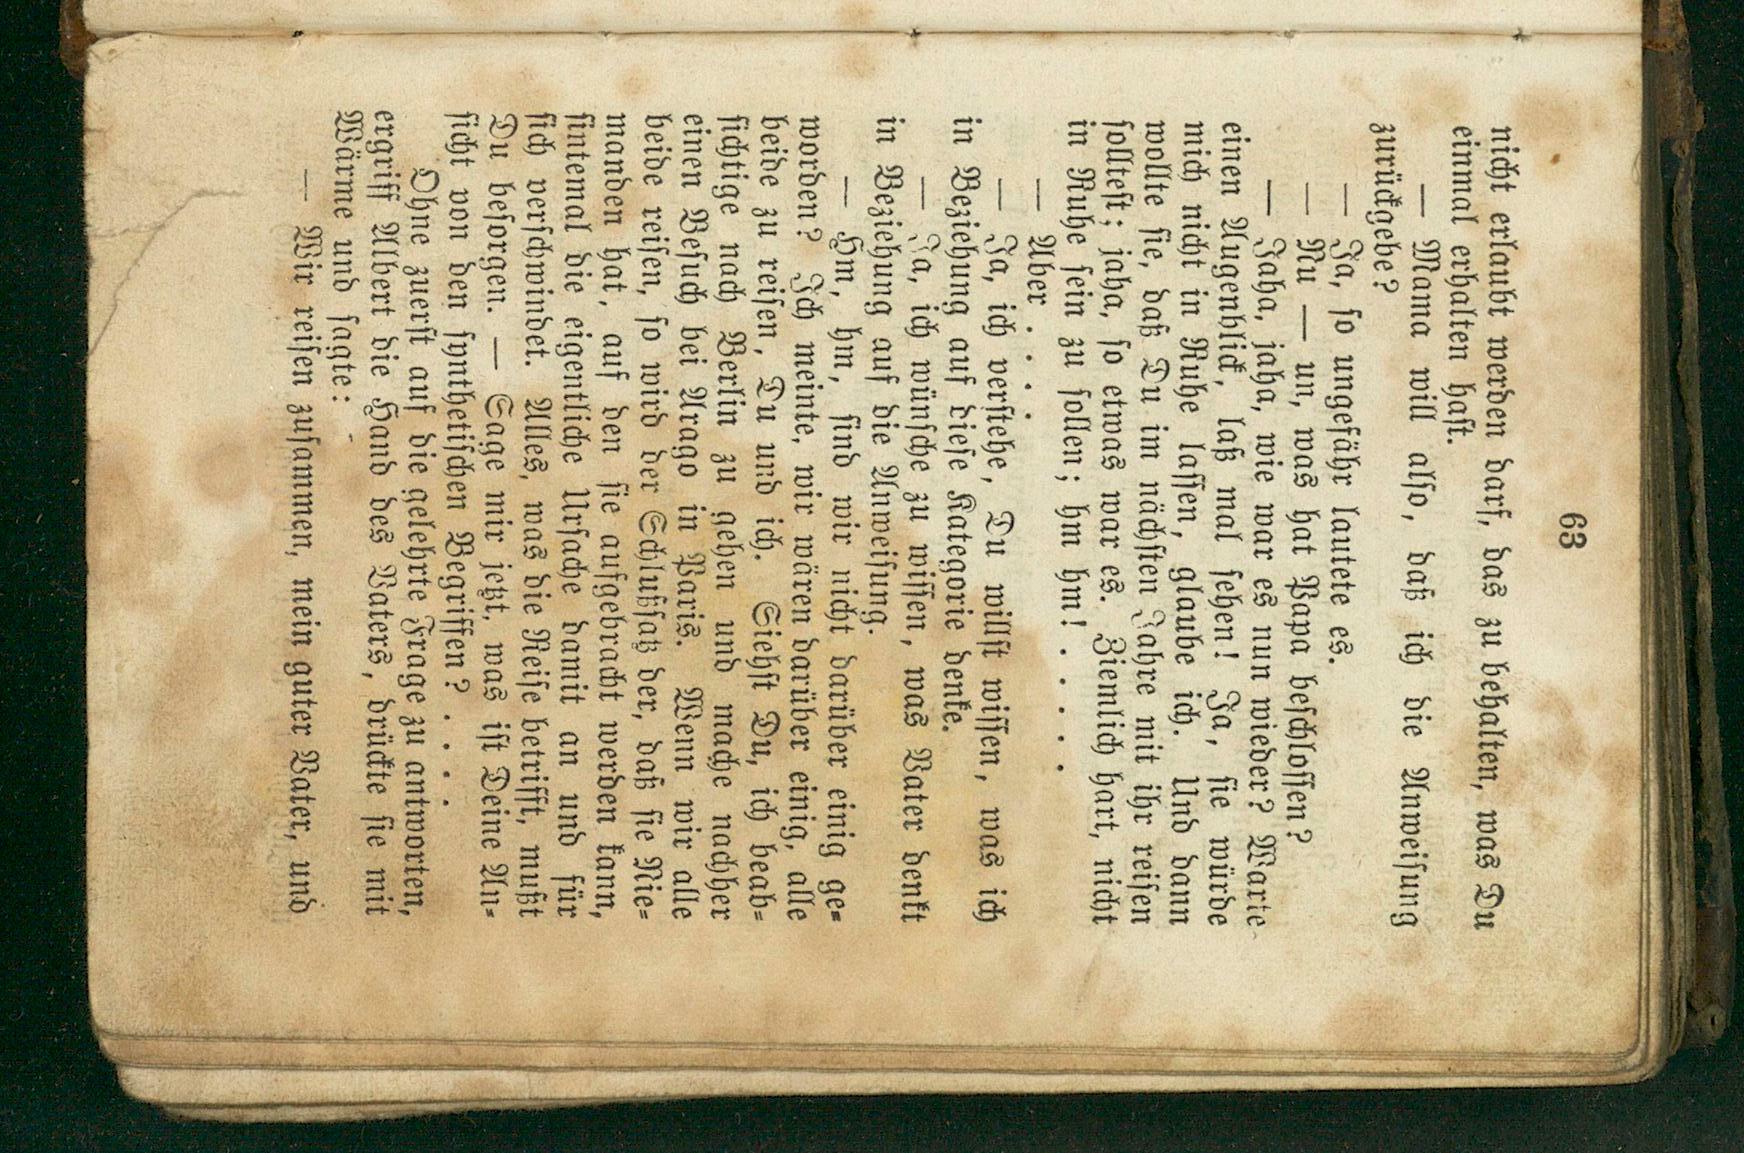 63
nicht erlaubt werden darf, das zu behalten, was Du
einmal erhalten hast.
— Mama will also, daß ich die Anweisung
zurückgebe?
— Ja, so ungefähr lautete es.
— Nu — un, was hat Papa beschlossen?
— Jaha, jaha, wie war es nun wieder? Warte
einen Augenblick, laß mal sehen! Ja, sie würde
mich nicht in Ruhe lassen, glaube ich. Und dann
wollte sie, daß Du im nächsten Jahre mit ihr reisen
solltest; jaha, so etwas war es. Ziemlich hart, nicht
in Ruhe sein zu sollen; hm hm! . . . .
— Aber . . . .
— Ja, ich verstehe, Du willst wissen, was ich
in Beziehung auf diese Kategorie denke.
— Ja, ich wünsche zu wissen, was Vater denkt
in Beziehung auf die Anweisung.
— Hm, hm, sind wir nicht darüber einig ge-
worden? Ich meinte, wir wären darüber einig, alle
beide zu reisen, Du und ich. Siehst Du, ich beab-
sichtige nach Berlin zu gehen und mache nachher
einen Besuch bei Arago in Paris. Wenn wir alle
beide reisen, so wird der Schlußsatz der, daß sie Nie-
manden hat, auf den sie aufgebracht werden kann,
sintemal die eigentliche Ursache damit an und für
sich verschwindet. Alles, was die Reise betrifft, mußt
Du besorgen. — Sage mir jetzt, was ist Deine An-
sicht von den synthetischen Begriffen? . . . .
Ohne zuerst auf die gelehrte Frage zu antworten,
ergriff Albert die Hand des Vaters, drückte sie mit
Wärme und sagte:
— Wir reisen zusammen, mein guter Vater, und